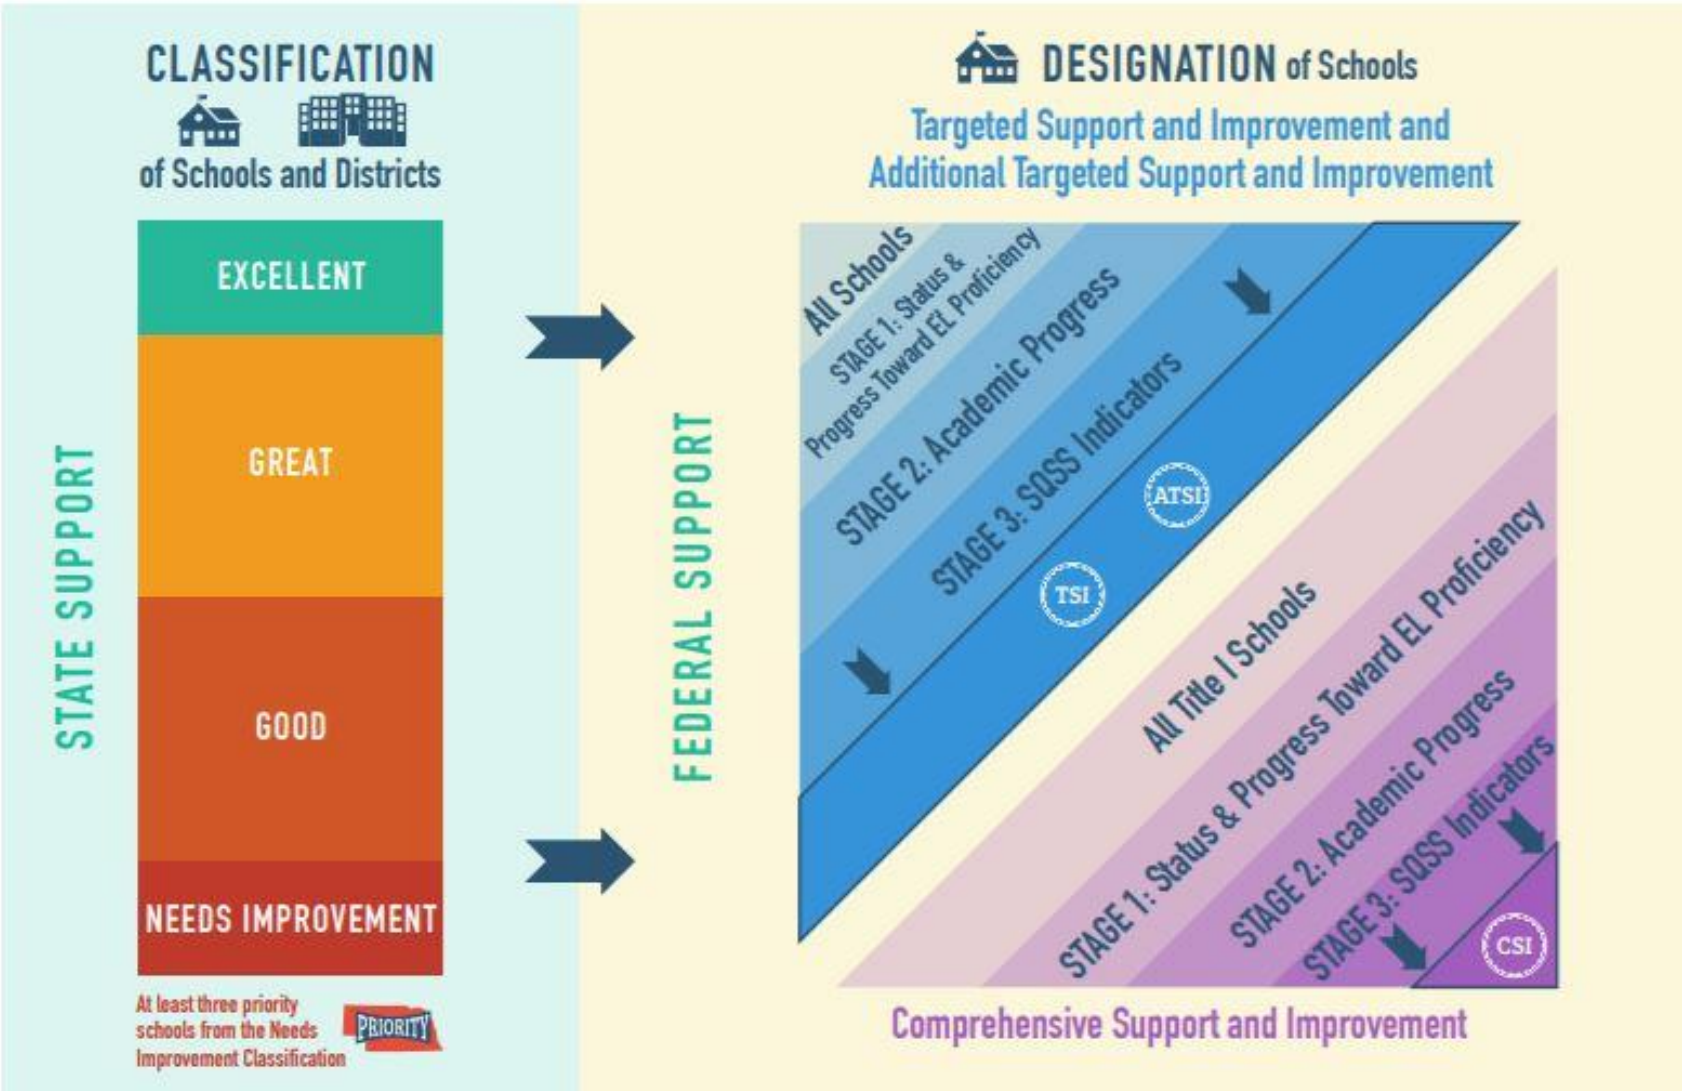 CLASSIFICATION
of Schools and Districts
STATE SUPPORT
EXCELLENT
GREAT
GOOD
NEEDS IMPROVEMENT
At least three priority
schools from the Needs
Improvement Classification
PRIORITY
FEDERAL SUPPORT
DESIGNATION of Schools
Targeted Support and Improvement and
Additional Targeted Support and Improvement
All Schools
STAGE 1: Status &
Progress Toward EL Proficiency
STAGE 2: Academic Progress
STAGE 3: SQSS Indicators
TSI
ATSI
All Title I Schools
STAGE 1: Status & Progress Toward EL Proficiency
STAGE 2: Academic Progress
STAGE 3: SQSS Indicators
CSI
Comprehensive Support and Improvement